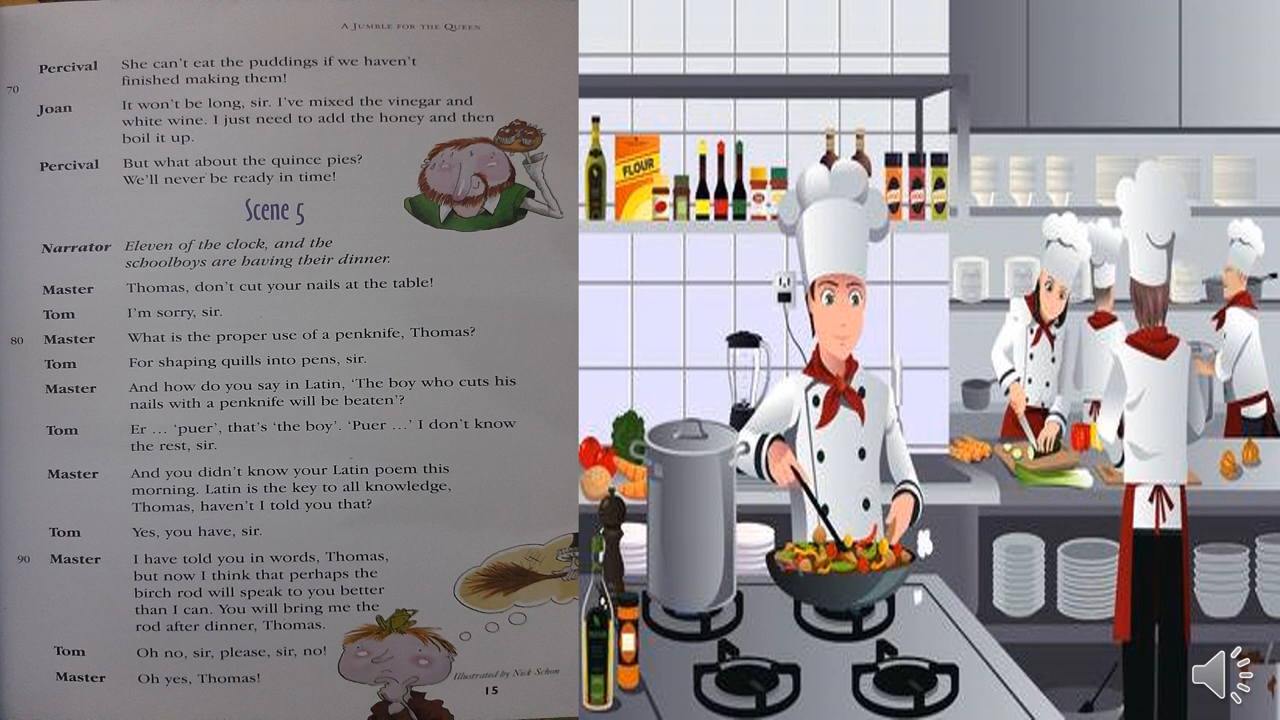 A JUMBLE FOR THE QUEEN
Percival She can't eat the puddings if we haven't
finished making them!
70
Joan It won't be long, sir. I've mixed the vinegar and
white wine. I just need to add the honey and then
boil it up.
Percival But what about the quince pies?
We'll never be ready in time!
Scene 5
Narrator Eleven of the clock, and the
schoolboys are having their dinner.
Master Thomas, don't cut your nails at the table!
Tom I'm sorry, sir.
80 Master What is the proper use of a penknife, Thomas?
Tom For shaping quills into pens, sir.
Master And how do you say in Latin, 'The boy who cuts his
nails with a penknife will be beaten'?
Tom Er ... 'puer', that's 'the boy'. 'Puer ...' I don't know
the rest, sir.
Master And you didn't know your Latin poem this
morning. Latin is the key to all knowledge,
Thomas, haven't I told you that?
Tom Yes, you have, sir.
90 Master I have told you in words, Thomas,
but now I think that perhaps the
birch rod will speak to you better
than I can. You will bring me the
rod after dinner, Thomas.
Tom Oh no, sir, please, sir, no!
Master Oh yes, Thomas!
Illustrated by Nick Schon
15
FLOUR